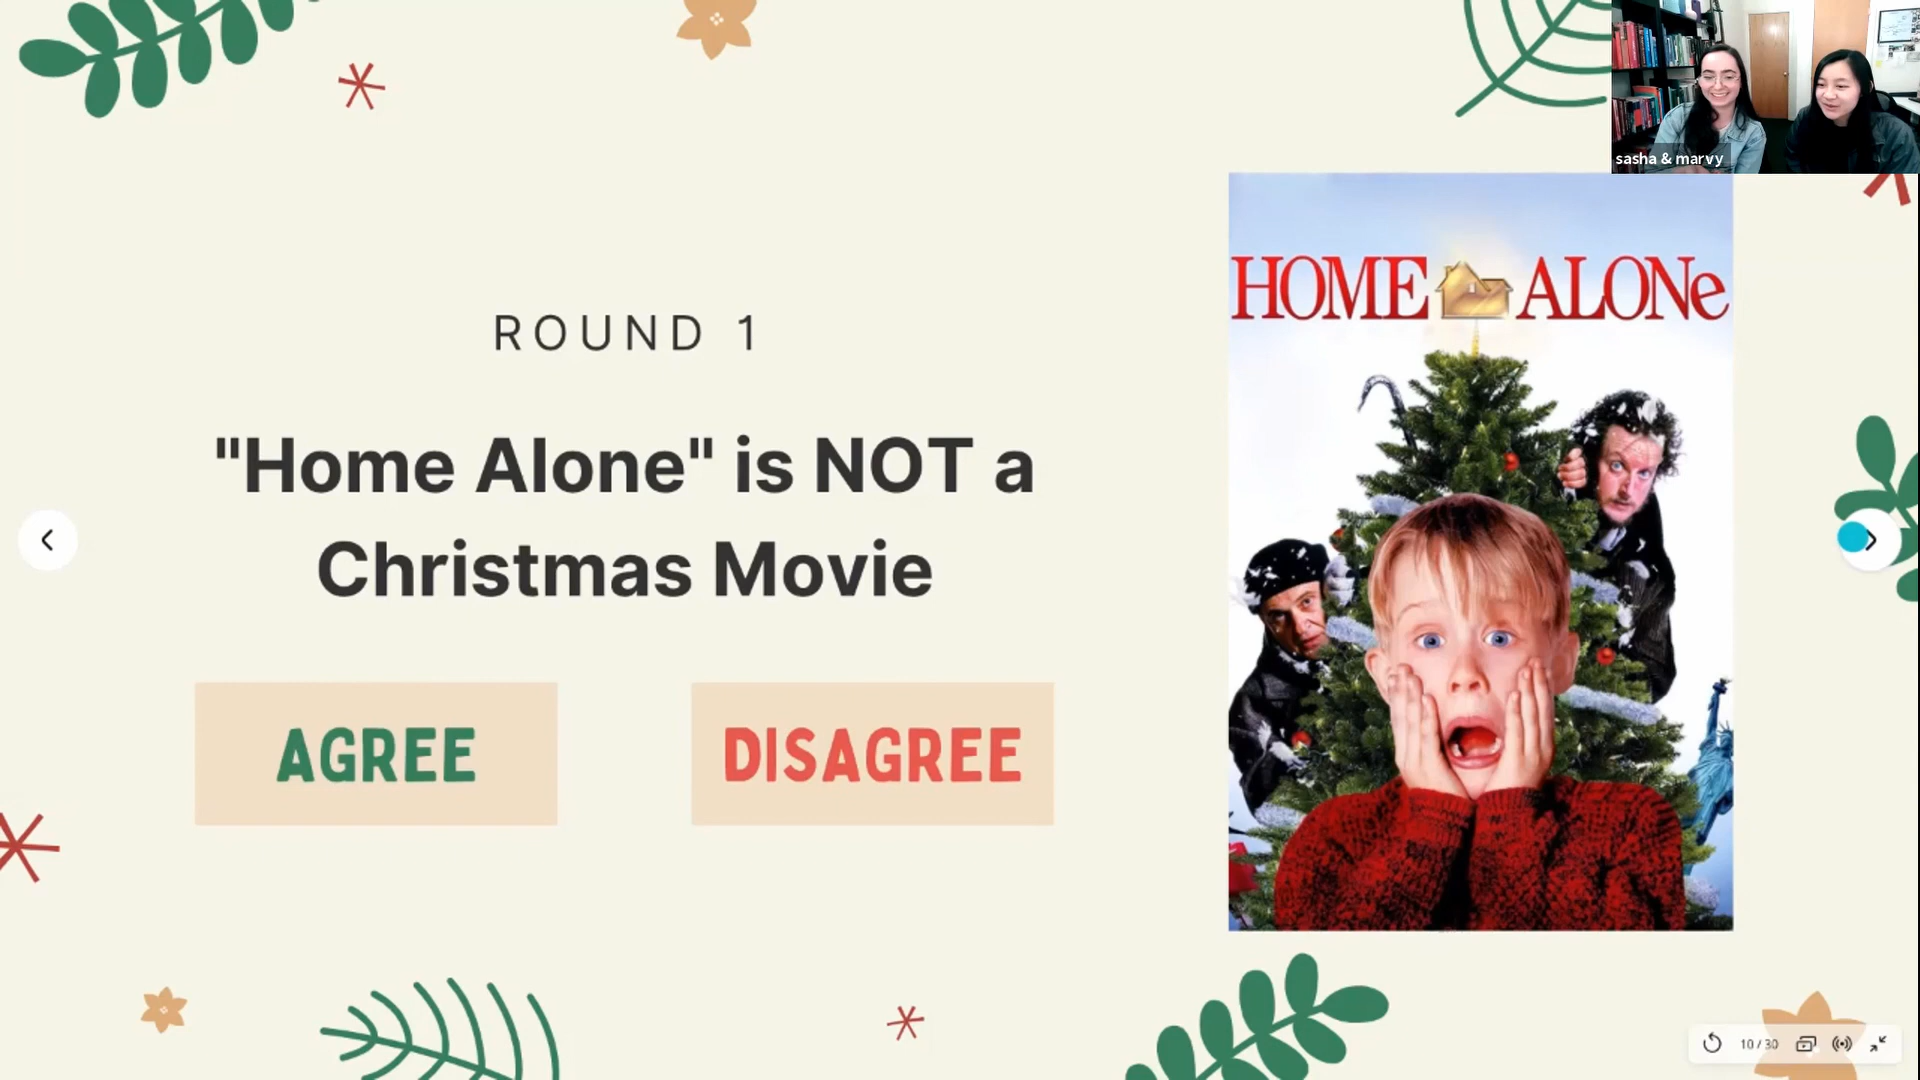 sasha & marvy
HOME ALONe
ROUND 1
"Home Alone" is NOT a
Christmas Movie
AGREE
DISAGREE
10 / 30